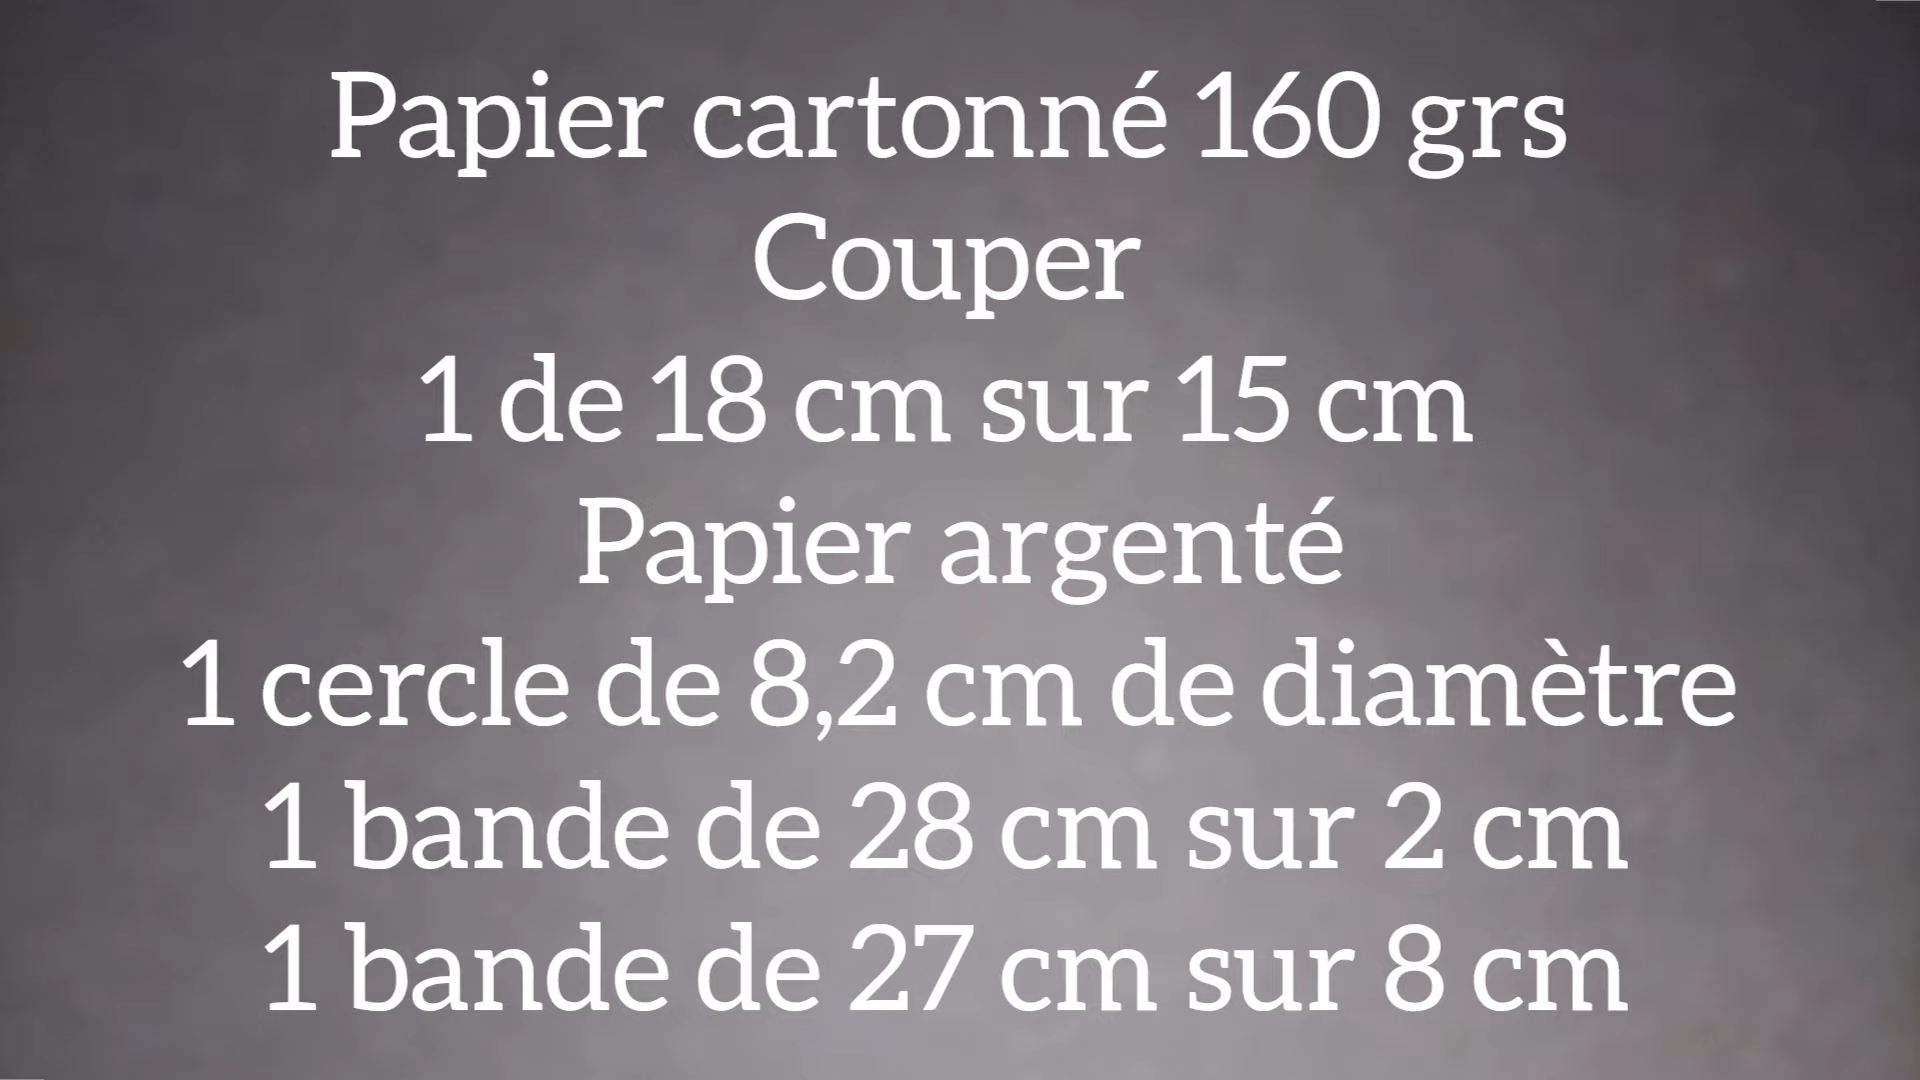 Papier cartonné 160 grs
Couper
1 de 18 cm sur 15 cm
Papier argenté
1 cercle de 8,2 cm de diamètre
1 bande de 28 cm sur 2 cm
1 bande de 27 cm sur 8 cm